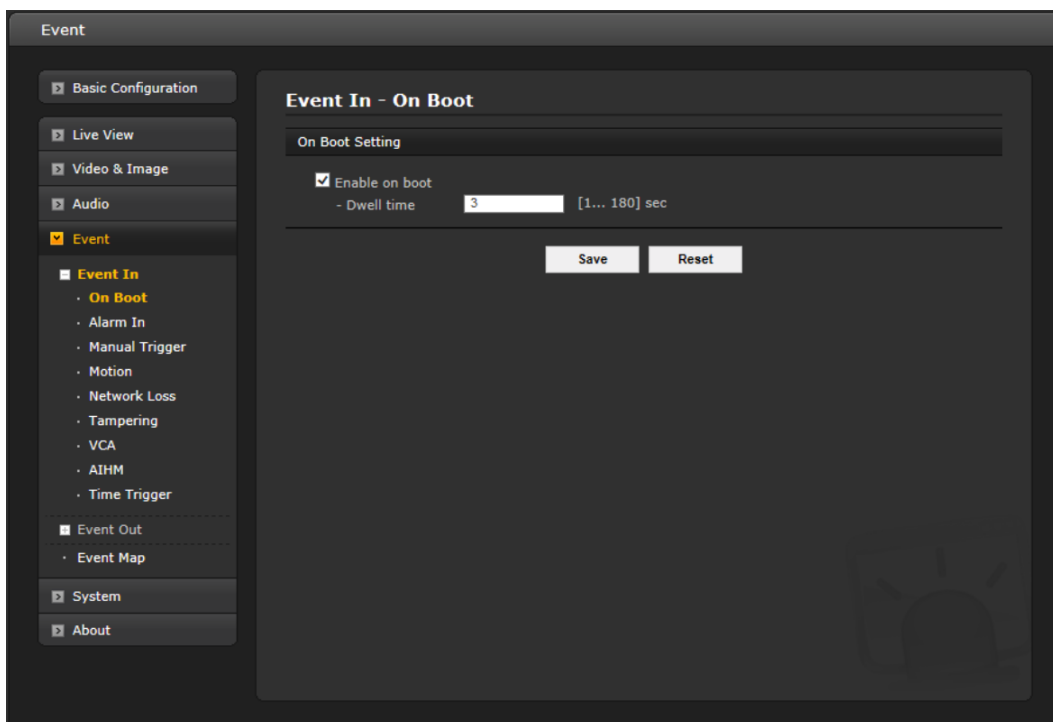 Event
Basic Configuration
Live View
Video & Image
Audio
Event
Event In
· On Boot
· Alarm In
· Manual Trigger
· Motion
· Network Loss
· Tampering
· VCA
· AIHM
· Time Trigger
Event Out
· Event Map
System
About
Event In - On Boot
On Boot Setting
Enable on boot
- Dwell time 3 [1... 180] sec
Save Reset